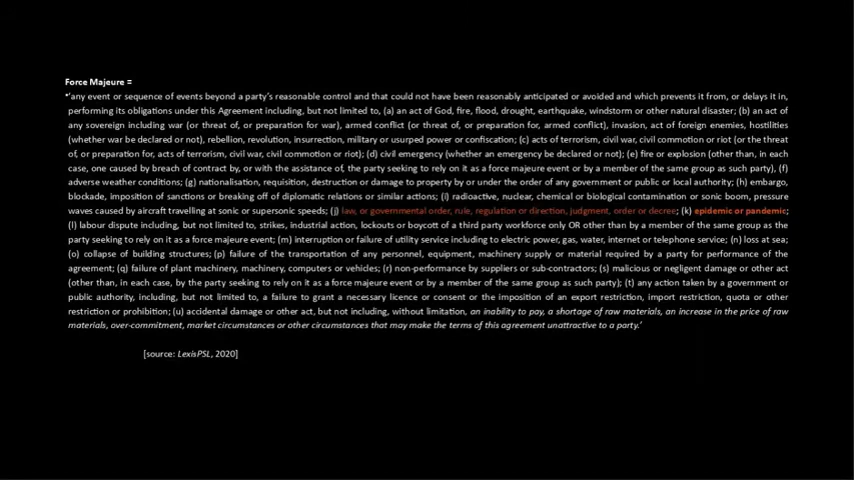 Force Majeure =
•‘any event or sequence of events beyond a party's reasonable control and that could not have been reasonably anticipated or avoided and which prevents it from, or delays it in,
performing its obligations under this Agreement including, but not limited to, (a) an act of God, fire, flood, drought, earthquake, windstorm or other natural disaster; (b) an act of
any sovereign including war (or threat of, or preparation for war), armed conflict (or threat of, or preparation for, armed conflict), invasion, act of foreign enemies, hostilities
(whether war be declared or not), rebellion, revolution, insurrection, military or usurped power or confiscation; (c) acts of terrorism, civil war, civil commotion or riot (or the threat
of, or preparation for, acts of terrorism, civil war, civil commotion or riot); (d) civil emergency (whether an emergency be declared or not); (e) fire or explosion (other than, in each
case, one caused by breach of contract by, or with the assistance of, the party seeking to rely on it as a force majeure event or by a member of the same group as such party), (f)
adverse weather conditions; (g) nationalisation, requisition, destruction or damage to property by or under the order of any government or public or local authority; (h) embargo,
blockade, imposition of sanctions or breaking off of diplomatic relations or similar actions; (i) radioactive, nuclear, chemical or biological contamination or sonic boom, pressure
waves caused by aircraft travelling at sonic or supersonic speeds; (j) law, or governmental order, rule, regulation or direction, judgment, order or decree; (k) epidemic or pandemic;
(l) labour dispute including, but not limited to, strikes, industrial action, lockouts or boycott of a third party workforce only OR other than by a member of the same group as the
party seeking to rely on it as a force majeure event; (m) interruption or failure of utility service including to electric power, gas, water, internet or telephone service; (n) loss at sea;
(o) collapse of building structures; (p) failure of the transportation of any personnel, equipment, machinery supply or material required by a party for performance of the
agreement; (q) failure of plant machinery, machinery, computers or vehicles; (r) non-performance by suppliers or sub-contractors; (s) malicious or negligent damage or other act
(other than, in each case, by the party seeking to rely on it as a force majeure event or by a member of the same group as such party); (t) any action taken by a government or
public authority, including, but not limited to, a failure to grant a necessary licence or consent or the imposition of an export restriction, import restriction, quota or other
restriction or prohibition; (u) accidental damage or other act, but not including, without limitation, an inability to pay, a shortage of raw materials, an increase in the price of raw
materials, over-commitment, market circumstances or other circumstances that may make the terms of this agreement unattractive to a party.’
[source: LexisPSL, 2020]